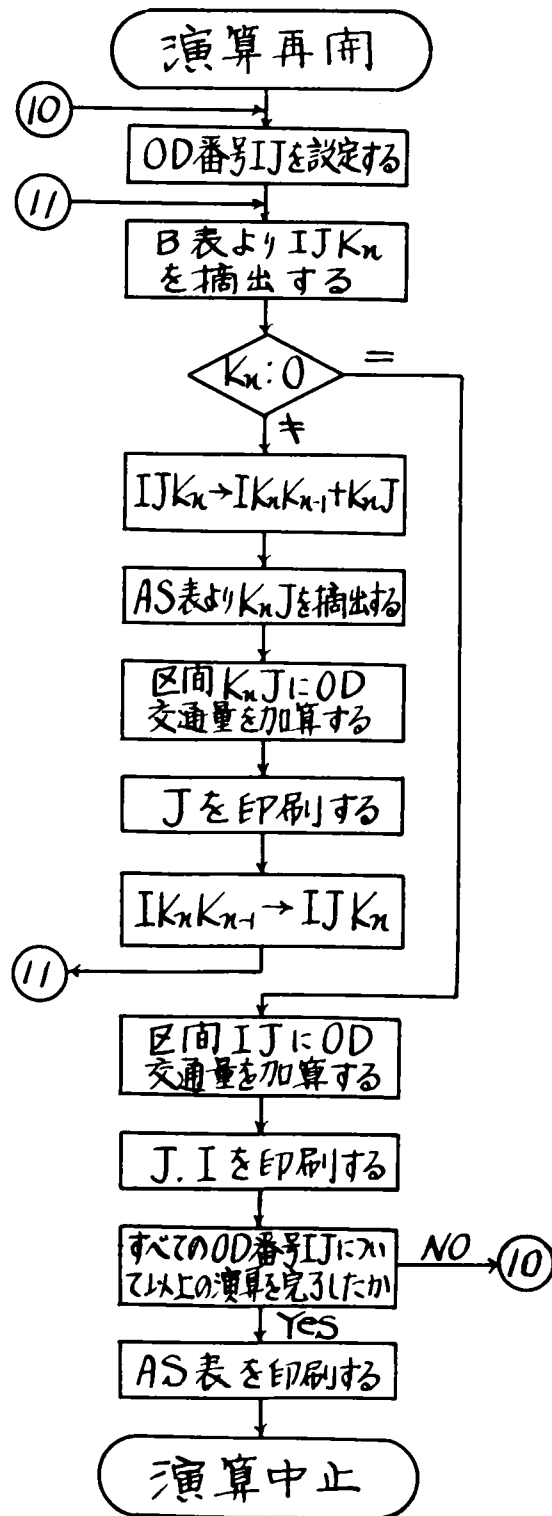 演算再開
10
OD番号IJを設定する
11
B表よりIJKn
を摘出する
Kn:0
=
≠
IJKn→IKnKn-1+KnJ
AS表よりKnJを摘出する
区間KnJにOD
交通量を加算する
Jを印刷する
IKnKn-1→IJKn
11
区間IJにOD
交通量を加算する
J.Iを印刷する
すべてのOD番号IJについ
て以上の演算を完了したか
NO
10
Yes
AS表を印刷する
演算中止